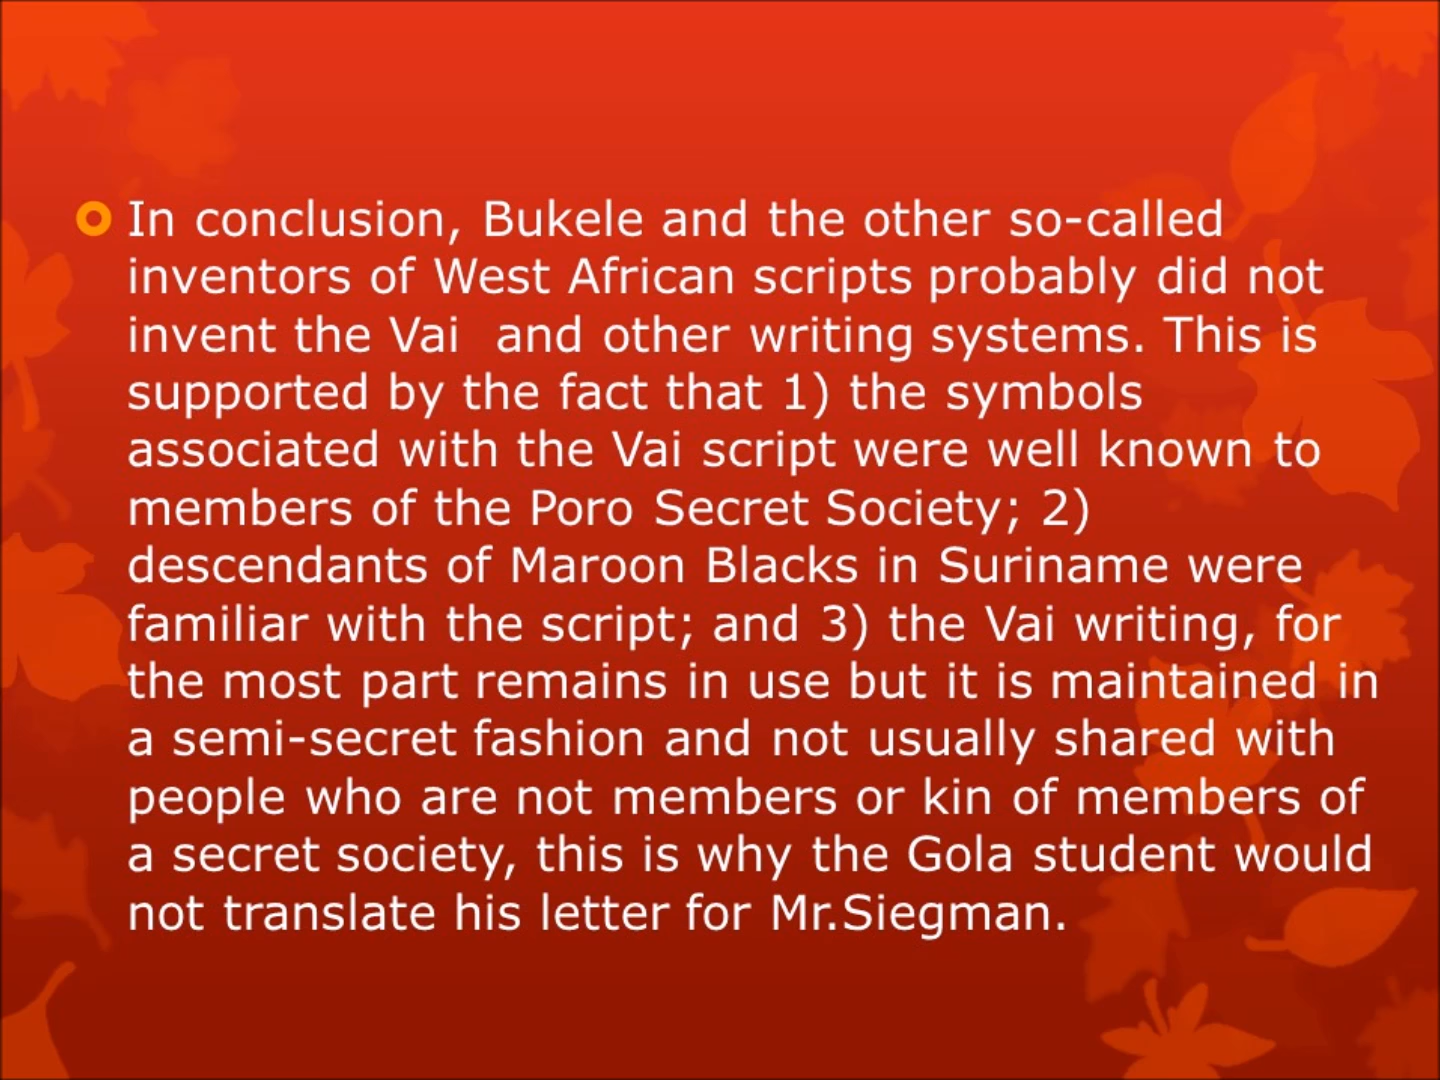 In conclusion, Bukele and the other so-called
inventors of West African scripts probably did not
invent the Vai  and other writing systems. This is
supported by the fact that 1) the symbols
associated with the Vai script were well known to
members of the Poro Secret Society; 2)
descendants of Maroon Blacks in Suriname were
familiar with the script; and 3) the Vai writing, for
the most part remains in use but it is maintained in
a semi-secret fashion and not usually shared with
people who are not members or kin of members of
a secret society, this is why the Gola student would
not translate his letter for Mr.Siegman.